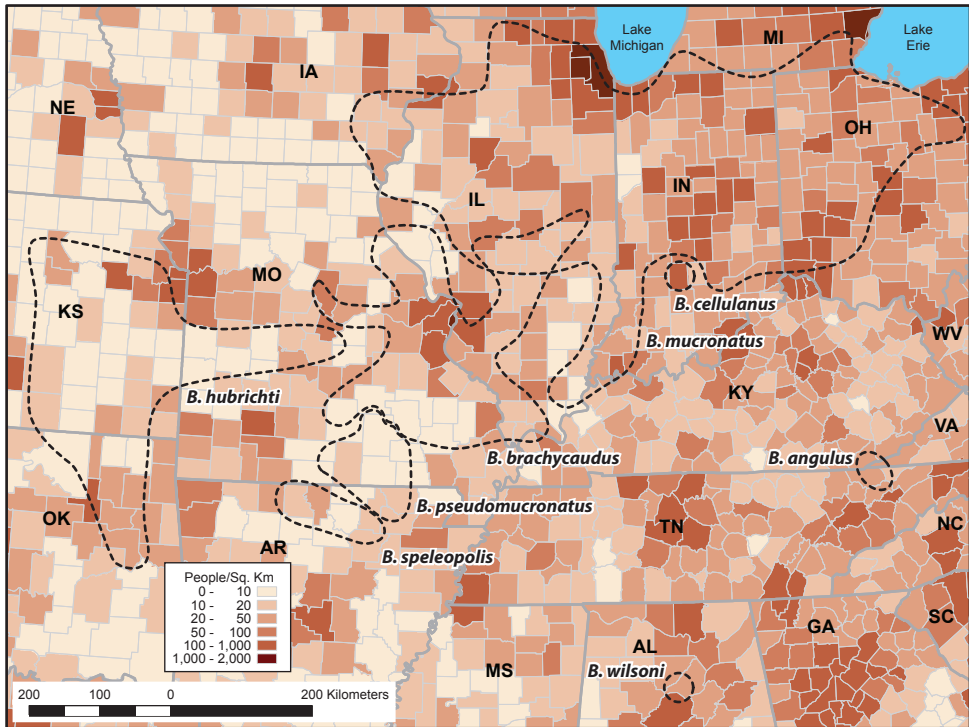 Lake
Michigan
MI
Lake
Erie
IA
NE
OH
IL
IN
MO
KS
B. cellulanus
WV
B. mucronatus
KY
B. hubrichti
VA
B. brachycaudus
B. angulus
B. pseudomucronatus
OK
TN
NC
AR
B. speleopolis
People/Sq. Km
0 - 10
10 - 20
20 - 50
50 - 100
100 - 1,000
1,000 - 2,000
SC
GA
AL
MS
B. wilsoni
200 100 0 200 Kilometers